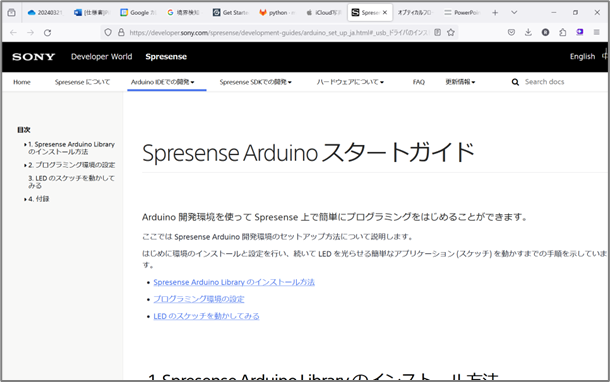 20240321
[仕様書]
Google
境界検知
Get Starte
python -
iCloud写
Sprese
オプティカルプロ
PowerPoint
https://developer.sony.com/spresense/development-guides/arduino_set_up_ja.html#_usb_ドライバのインス
SONY Developer World Spresense English 中
Home Spresense について Arduino IDEでの開発 Spresense SDKでの開発 ハードウェアについて FAQ 更新情報 Search docs
目次
1. Spresense Arduino Library
のインストール方法
2. プログラミング環境の設定
3. LED のスケッチを動かして
みる
4. 付録
Spresense Arduino スタートガイド
Arduino 開発環境を使って Spresense 上で簡単にプログラミングをはじめることができます。
ここでは Spresense Arduino 開発環境のセットアップ方法について説明します。
はじめに環境のインストールと設定を行い、続いて LED を光らせる簡単なアプリケーション (スケッチ) を動かすまでの手順を示していま
す。
Spresense Arduino Library のインストール方法
プログラミング環境の設定
LED のスケッチを動かしてみる
1 Spresense Arduino Library のインストール方法